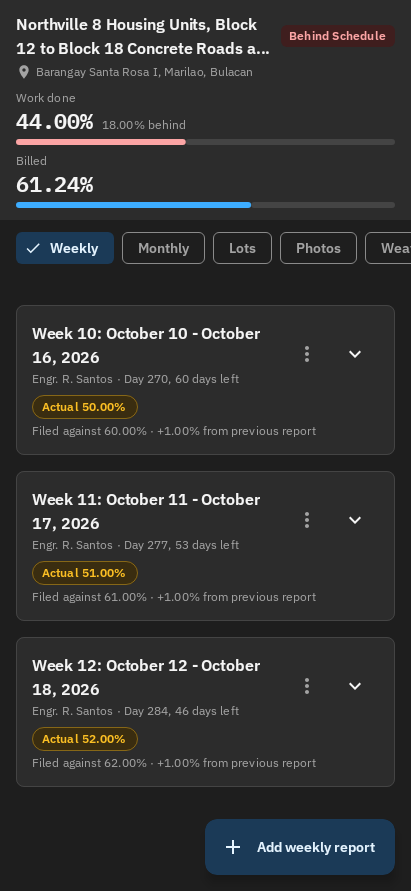 Northville 8 Housing Units, Block
12 to Block 18 Concrete Roads a...
Behind Schedule
Barangay Santa Rosa I, Marilao, Bulacan
Work done
44.00% 18.00% behind
Billed
61.24%
Weekly Monthly Lots Photos Wea
Week 10: October 10 - October
16, 2026
Engr. R. Santos · Day 270, 60 days left
Actual 50.00%
Filed against 60.00% · +1.00% from previous report
Week 11: October 11 - October
17, 2026
Engr. R. Santos · Day 277, 53 days left
Actual 51.00%
Filed against 61.00% · +1.00% from previous report
Week 12: October 12 - October
18, 2026
Engr. R. Santos · Day 284, 46 days left
Actual 52.00%
Filed against 62.00% · +1.00% from previous report
Add weekly report